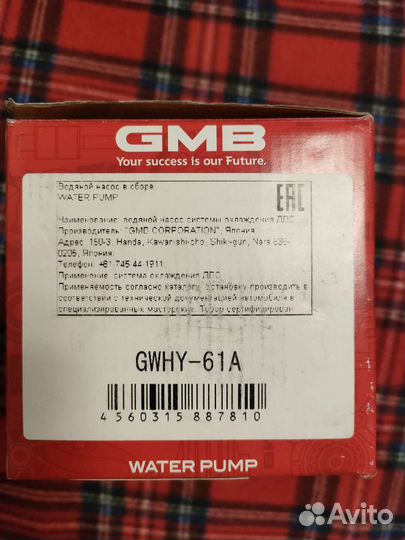 GMB
Your success is our Future.
Водяной насос в сборе
WATER PUMP
EAC
Наименование: водяной насос системы охлаждения ДВС
Производитель: "GMB CORPORATION", Япония
Адрес: 150-3, Handa, Kawanishi-cho, Shiki-gun, Nara 636-
0205, Япония.
Телефон: +81-745-44-1911.
Применение: система охлаждения ДВС.
Применяемость согласно каталогу. Установку производить в
соответствии с технической документацией автомобиля в
специализированных мастерских. Товар сертифицирован
GWHY-61A
4 560315 887810
WATER PUMP
Avito